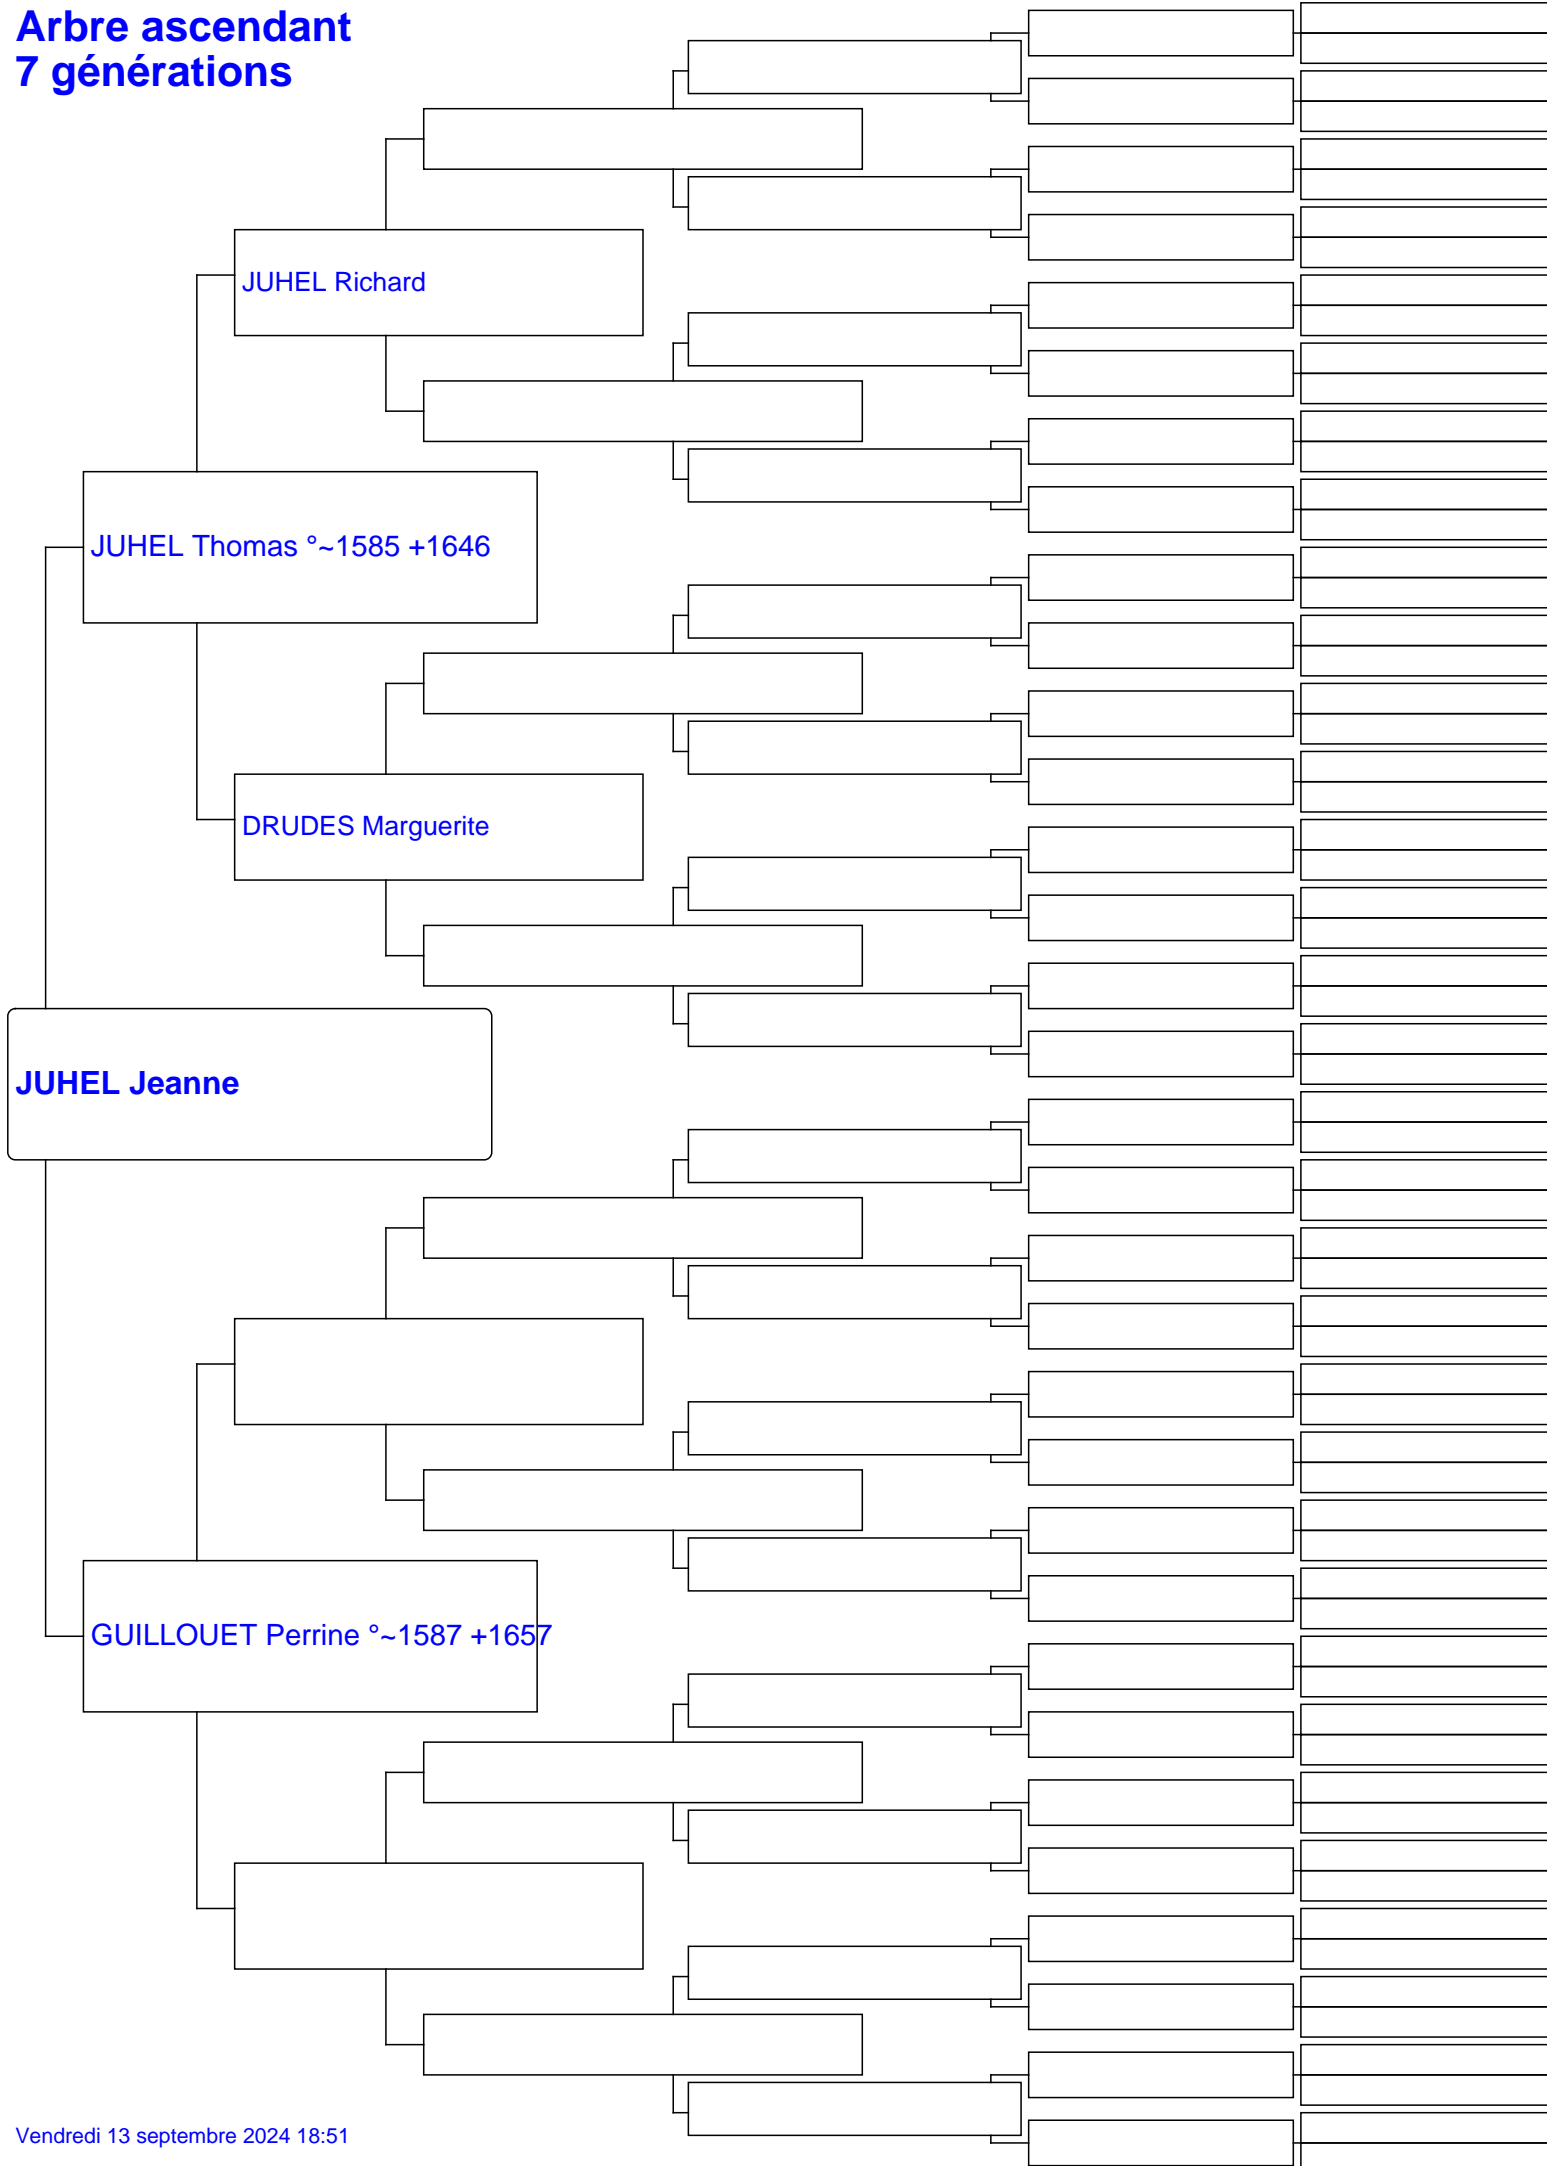 Arbre ascendant
7 générations
JUHEL Richard
JUHEL Thomas °~1585 +1646
DRUDES Marguerite
JUHEL Jeanne
GUILLOUET Perrine °~1587 +1657
Vendredi 13 septembre 2024 18:51